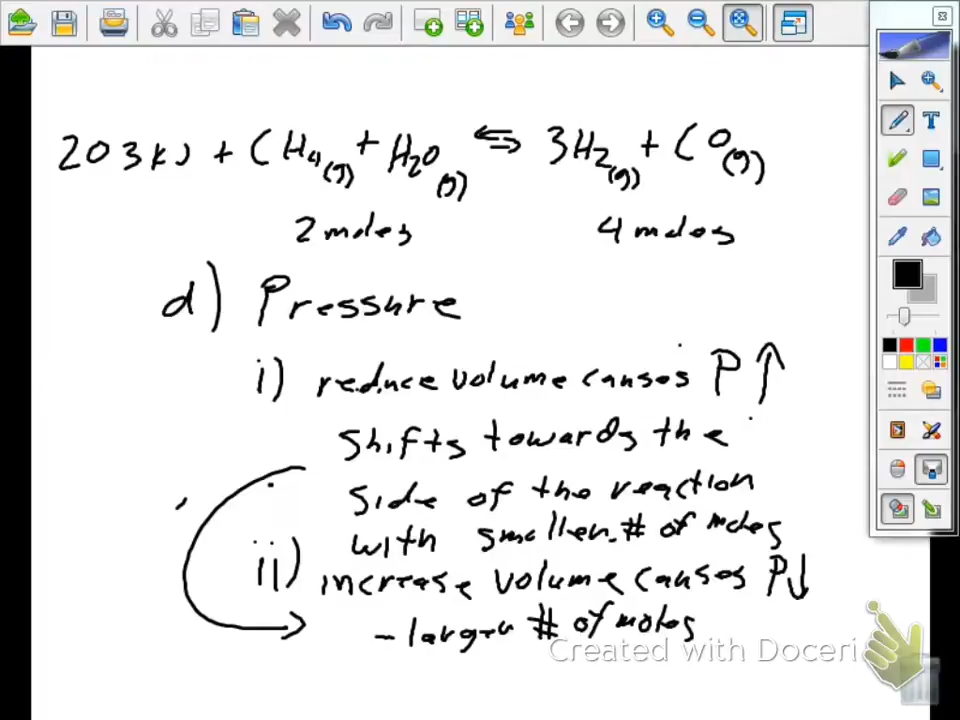 203kJ + CH4(g) + H2O(g) ⇋ 3H2(g) + CO(g)
2 moles 4 moles
d) Pressure
i) reduce volume causes P↑
shifts towards the
side of the reaction
with smaller # of moles
ii) increase volume causes P↓
- larger # of moles
Created with Doceri